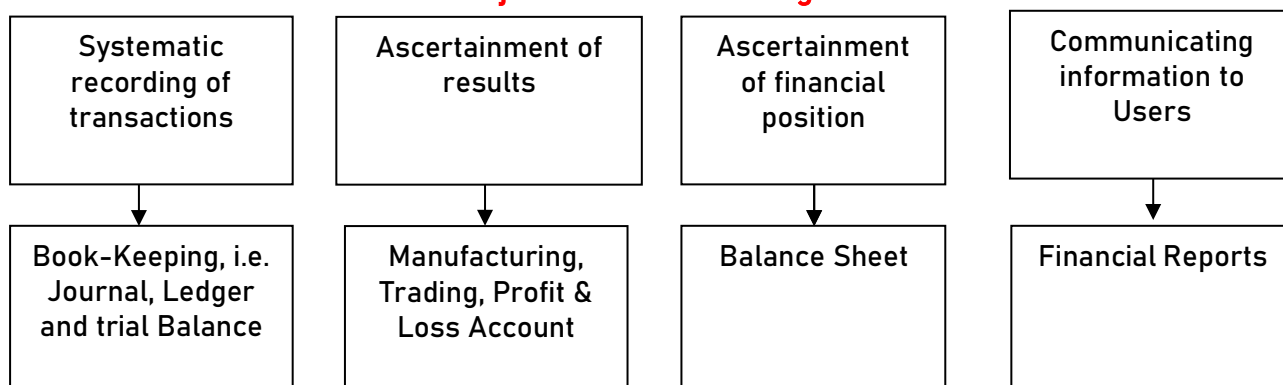 Systematic
recording of
transactions
Ascertainment of
results
Ascertainment
of financial
position
Communicating
information to
Users
Book-Keeping, i.e.
Journal, Ledger
and trial Balance
Manufacturing,
Trading, Profit &
Loss Account
Balance Sheet
Financial Reports